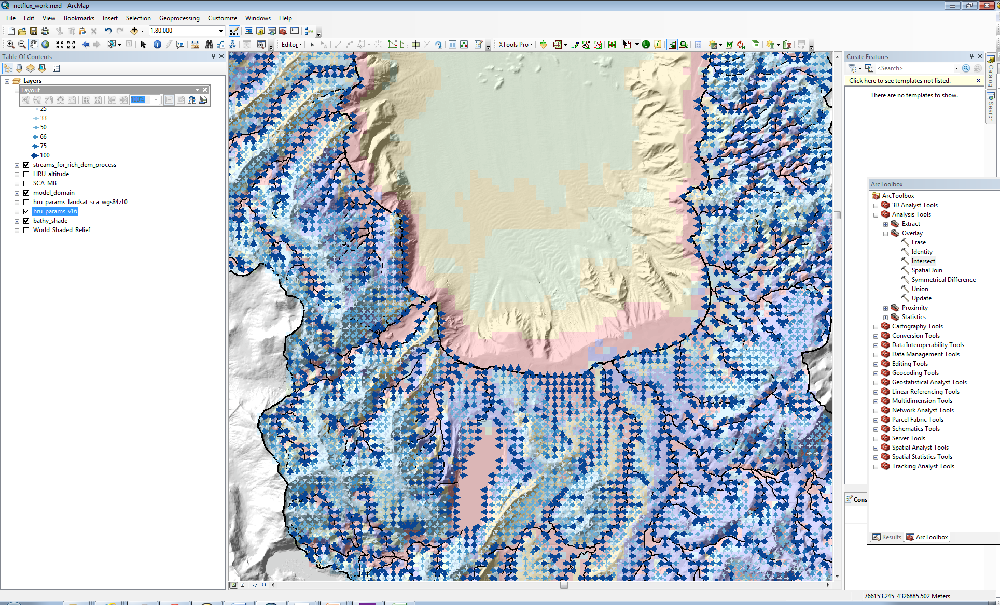 netflux_work.mxd - ArcMap
File Edit View Bookmarks Insert Selection Geoprocessing Customize Windows Help
1:80,000
Editor XTools Pro
Table Of Contents
Layers
Layout
100%
25
33
50
66
75
100
streams_for_rich_dem_process
HRU_altitude
SCA_MB
model_domain
hru_params_landsat_sca_wgs84z10
hru_params_v16
bathy_shade
World_Shaded_Relief
Create Features
<Search>
Click here to see templates not listed.
There are no templates to show.
Catalog
Search
ArcToolbox
ArcToolbox
3D Analyst Tools
Analysis Tools
Extract
Overlay
Erase
Identity
Intersect
Spatial Join
Symmetrical Difference
Union
Update
Proximity
Statistics
Cartography Tools
Conversion Tools
Data Interoperability Tools
Data Management Tools
Editing Tools
Geocoding Tools
Geostatistical Analyst Tools
Linear Referencing Tools
Multidimension Tools
Network Analyst Tools
Parcel Fabric Tools
Schematics Tools
Server Tools
Spatial Analyst Tools
Spatial Statistics Tools
Tracking Analyst Tools
Cons
Results ArcToolbox
766153.245 4326885.502 Meters